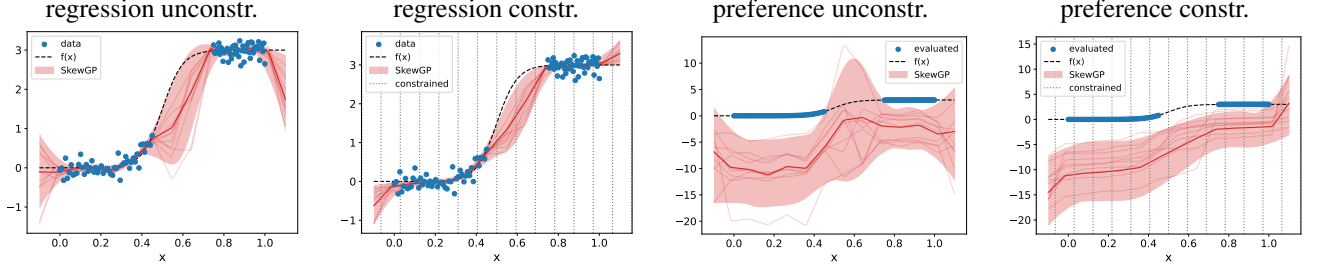 regression unconstr.
regression constr.
preference unconstr.
preference constr.
data
f(x)
SkewGP
3
2
1
0
−1
0.0 0.2 0.4 0.6 0.8 1.0
x
data
f(x)
SkewGP
constrained
3
2
1
0
−1
0.0 0.2 0.4 0.6 0.8 1.0
x
evaluated
f(x)
SkewGP
10
5
0
−5
−10
−15
−20
0.0 0.2 0.4 0.6 0.8 1.0
x
evaluated
f(x)
SkewGP
constrained
15
10
5
0
−5
−10
−15
−20
0.0 0.2 0.4 0.6 0.8 1.0
x